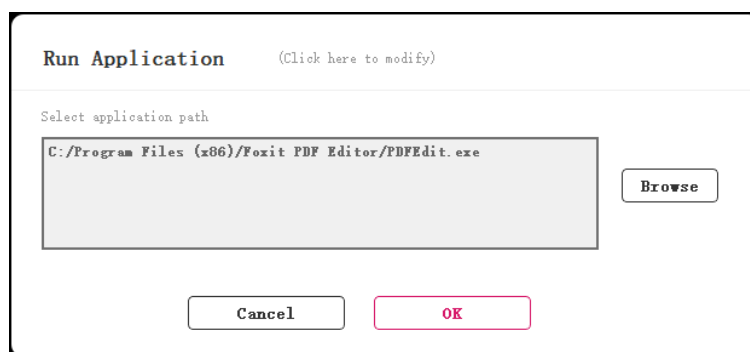 Run Application (Click here to modify)
Select application path
C:/Program Files (x86)/Foxit PDF Editor/PDFEdit.exe
Browse
Cancel OK